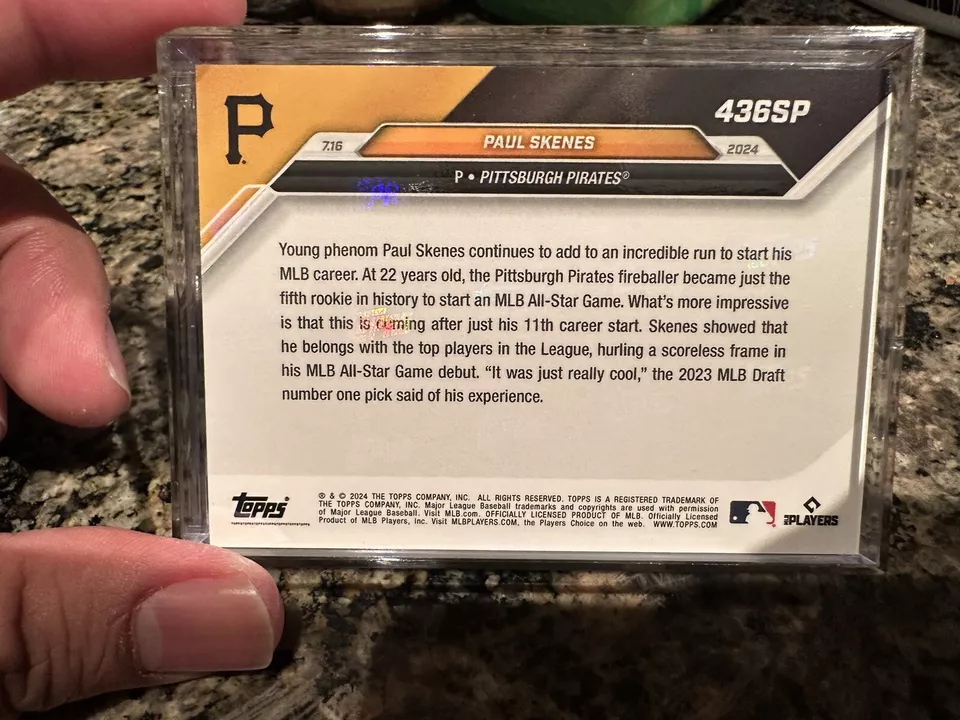 P
436SP
7.16 PAUL SKENES 2024
P • PITTSBURGH PIRATES®
Young phenom Paul Skenes continues to add to an incredible run to start his
MLB career. At 22 years old, the Pittsburgh Pirates fireballer became just the
fifth rookie in history to start an MLB All-Star Game. What's more impressive
is that this is coming after just his 11th career start. Skenes showed that
he belongs with the top players in the League, hurling a scoreless frame in
his MLB All-Star Game debut. “It was just really cool,” the 2023 MLB Draft
number one pick said of his experience.
topps
® & © 2024 THE TOPPS COMPANY, INC. ALL RIGHTS RESERVED. TOPPS IS A REGISTERED TRADEMARK OF
THE TOPPS COMPANY, INC. Major League Baseball trademarks and copyrights are used with permission
of Major League Baseball. Visit MLB.com. OFFICIALLY LICENSED PRODUCT OF MLB. Officially Licensed
Product of MLB Players, Inc. Visit MLBPLAYERS.COM, the Players Choice on the web. WWW.TOPPS.COM
MLB PLAYERS